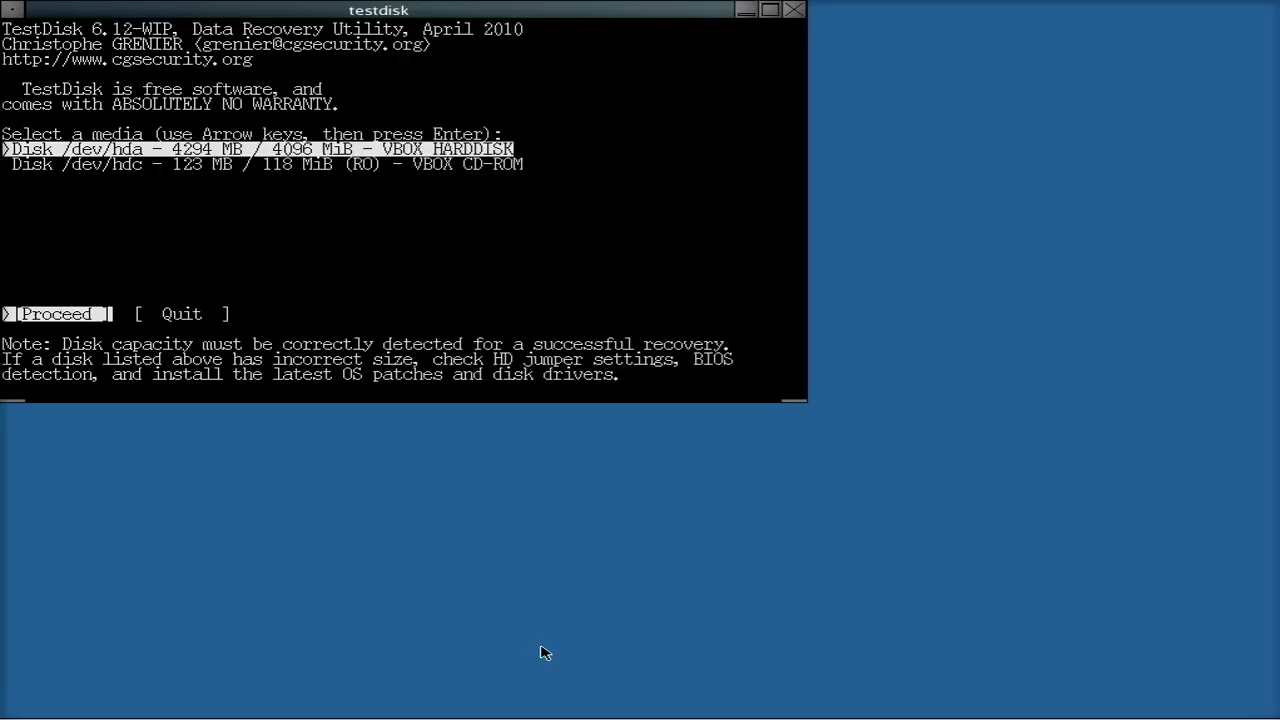 testdisk
TestDisk 6.12-WIP, Data Recovery Utility, April 2010
Christophe GRENIER <grenier@cgsecurity.org>
http://www.cgsecurity.org
TestDisk is free software, and
comes with ABSOLUTELY NO WARRANTY.
Select a media (use Arrow keys, then press Enter):
>Disk /dev/hda - 4294 MB / 4096 MiB - VBOX HARDDISK
Disk /dev/hdc - 123 MB / 118 MiB (RO) - VBOX CD-ROM
>[Proceed ] [ Quit ]
Note: Disk capacity must be correctly detected for a successful recovery.
If a disk listed above has incorrect size, check HD jumper settings, BIOS
detection, and install the latest OS patches and disk drivers.